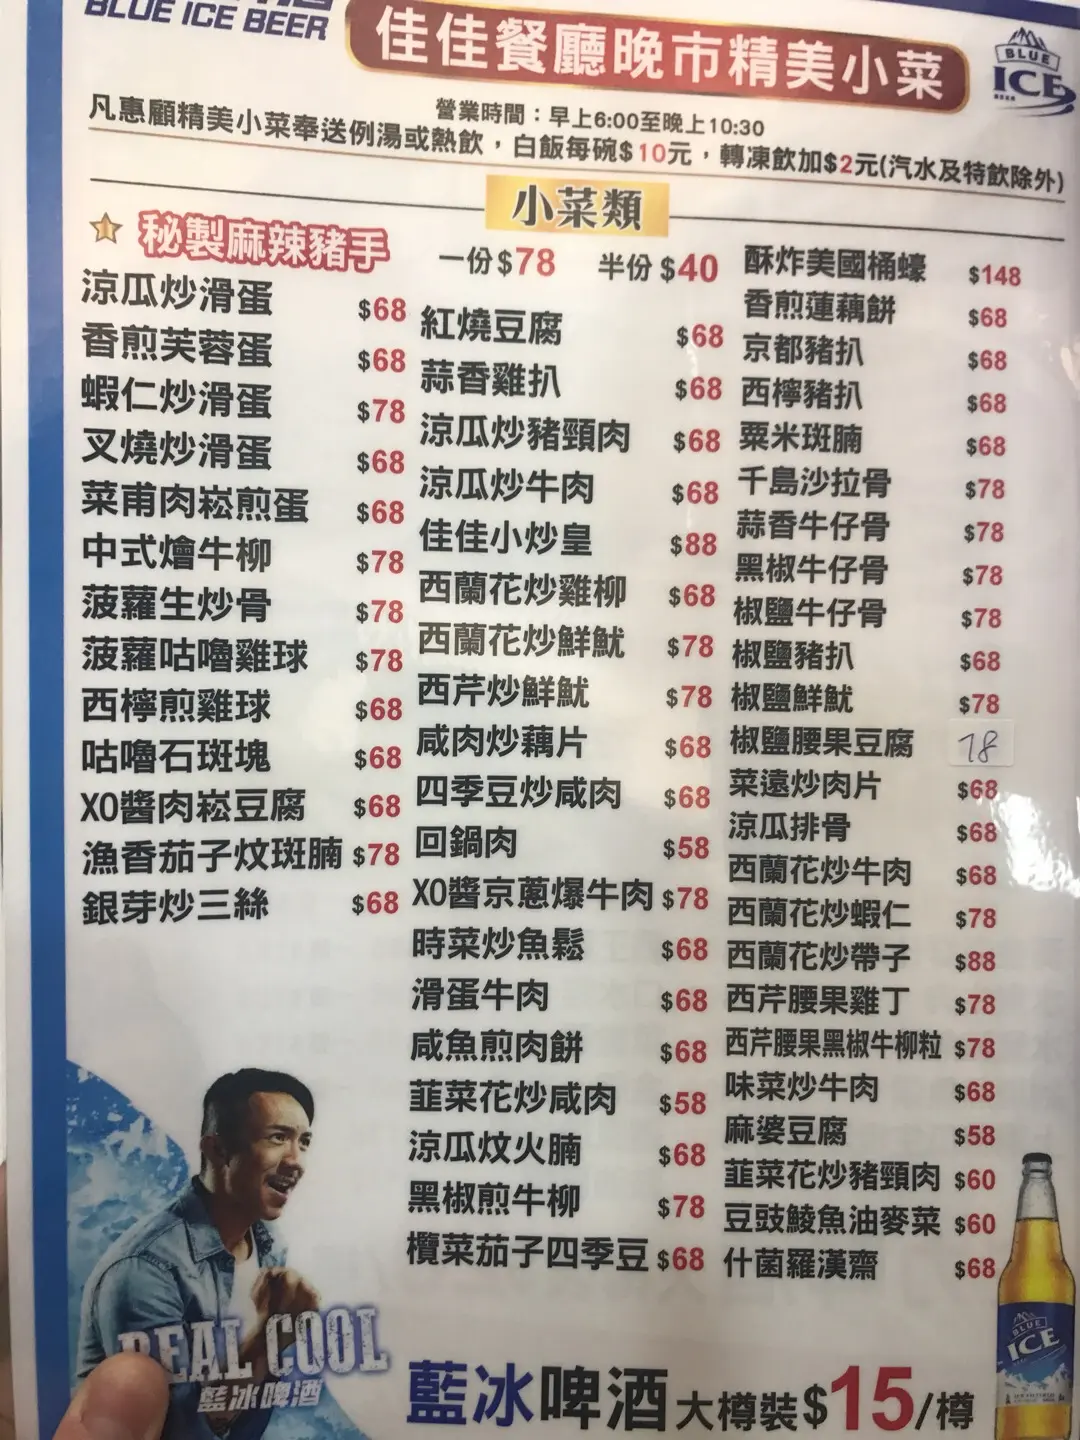 BLUE ICE BEER
佳佳餐廳晚市精美小菜
BLUE
ICE
BEER
營業時間：早上6:00至晚上10:30
凡惠顧精美小菜奉送例湯或熱飲，白飯每碗$10元，轉凍飲加$2元(汽水及特飲除外)
小菜類
秘製麻辣豬手 一份$78 半份$40
涼瓜炒滑蛋 $68
香煎芙蓉蛋 $68
蝦仁炒滑蛋 $78
叉燒炒滑蛋 $68
菜甫肉崧煎蛋 $68
中式燴牛柳 $78
菠蘿生炒骨 $78
菠蘿咕嚕雞球 $78
西檸煎雞球 $68
咕嚕石斑塊 $68
XO醬肉崧豆腐 $68
漁香茄子炆斑腩 $78
銀芽炒三絲 $68
紅燒豆腐 $68
蒜香雞扒 $68
涼瓜炒豬頸肉 $68
涼瓜炒牛肉 $68
佳佳小炒皇 $88
西蘭花炒雞柳 $68
西蘭花炒鮮魷 $78
西芹炒鮮魷 $78
咸肉炒藕片 $68
四季豆炒咸肉 $68
回鍋肉 $58
XO醬京蔥爆牛肉 $78
時菜炒魚鬆 $68
滑蛋牛肉 $68
咸魚煎肉餅 $68
韮菜花炒咸肉 $58
涼瓜炆火腩 $68
黑椒煎牛柳 $78
欖菜茄子四季豆 $68
酥炸美國桶蠔 $148
香煎蓮藕餅 $68
京都豬扒 $68
西檸豬扒 $68
粟米斑腩 $68
千島沙拉骨 $78
蒜香牛仔骨 $78
黑椒牛仔骨 $78
椒鹽牛仔骨 $78
椒鹽豬扒 $68
椒鹽鮮魷 $78
椒鹽腰果豆腐 78
菜遠炒肉片 $68
涼瓜排骨 $68
西蘭花炒牛肉 $68
西蘭花炒蝦仁 $78
西蘭花炒帶子 $88
西芹腰果雞丁 $78
西芹腰果黑椒牛柳粒 $78
味菜炒牛肉 $68
麻婆豆腐 $58
韮菜花炒豬頸肉 $60
豆豉鯪魚油麥菜 $60
什菌羅漢齋 $68
REAL COOL
藍冰啤酒
藍冰啤酒 大樽裝$15/樽
BLUE
ICE